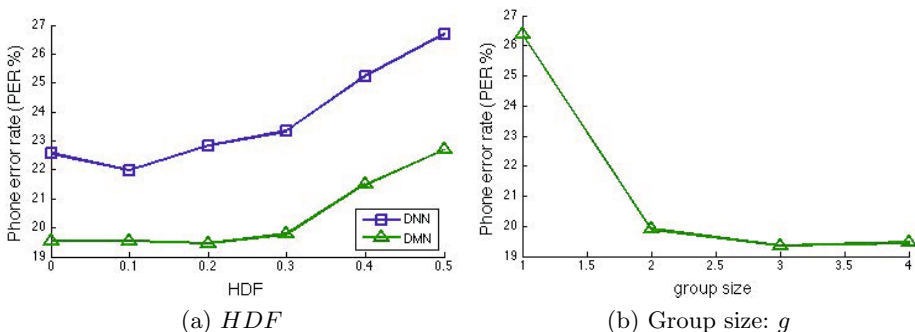 27
26
25
24
23
22
21
20
19
Phone error rate (PER %)
0 0.1 0.2 0.3 0.4 0.5
HDF
DNN
DMN
(a) HDF
27
26
25
24
23
22
21
20
19
Phone error rate (PER %)
1 1.5 2 2.5 3 3.5 4
group size
(b) Group size: g